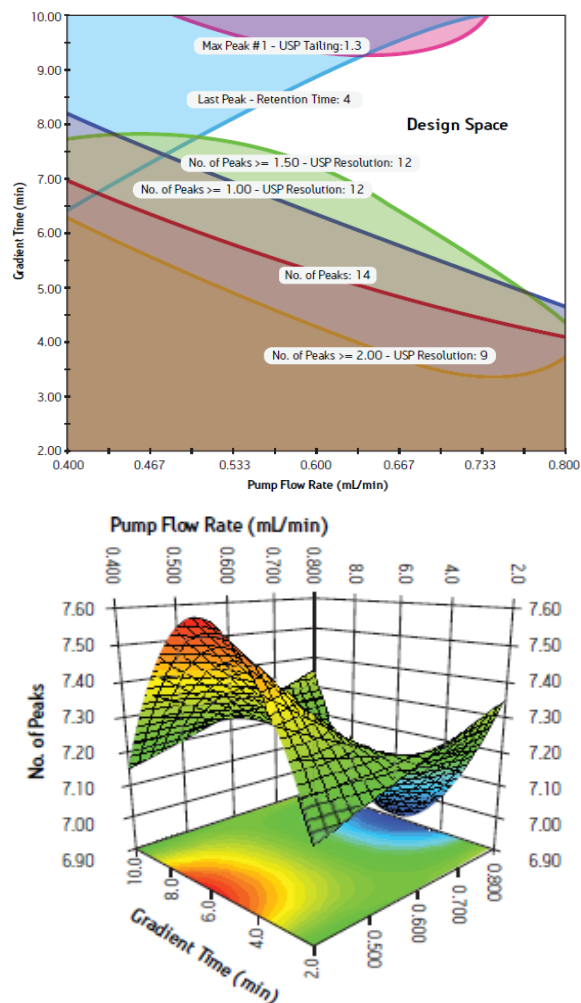 10.00
Max Peak #1 - USP Tailing:1.3
9.00
Last Peak - Retention Time: 4
Design Space
8.00
No. of Peaks >= 1.50 - USP Resolution: 12
7.00
No. of Peaks >= 1.00 - USP Resolution: 12
6.00
Gradient Time (min)
No. of Peaks: 14
5.00
4.00
No. of Peaks >= 2.00 - USP Resolution: 9
3.00
2.00
0.400 0.467 0.533 0.600 0.667 0.733 0.800
Pump Flow Rate (mL/min)
Pump Flow Rate (mL/min)
0.400 0.500 0.600 0.700 0.800 8.0 6.0 4.0 2.0
7.60 7.60
7.50 7.50
7.40 7.40
7.30 7.30
7.20 7.20
7.10 7.10
7.00 7.00
6.90 6.90
No. of Peaks
10.0 8.0 6.0 4.0 2.0
Gradient Time (min)
0.500 0.600 0.700 0.800